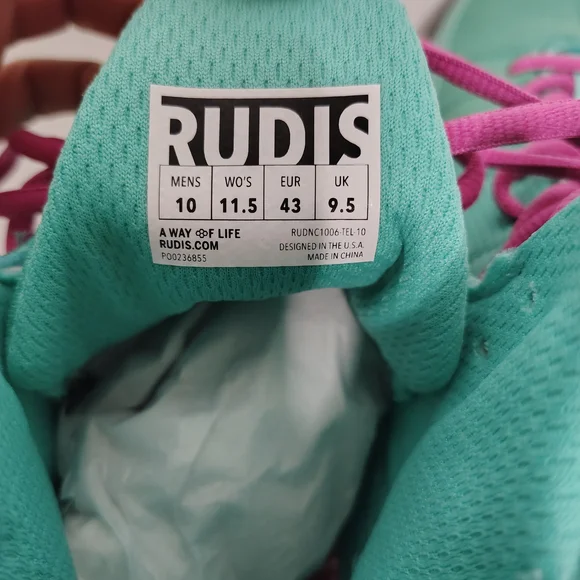 RUDIS
MENS WO'S EUR UK
10 11.5 43 9.5
A WAY OF LIFE RUDNC1006-TEL-10
RUDIS.COM DESIGNED IN THE U.S.A.
PO0236855 MADE IN CHINA